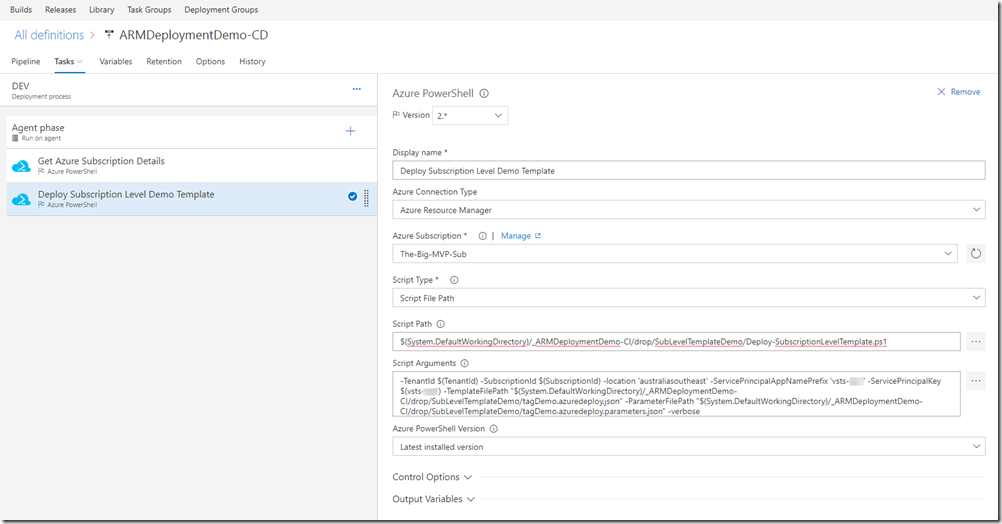 Builds Releases Library Task Groups Deployment Groups
All definitions > ARMDeploymentDemo-CD
Pipeline Tasks Variables Retention Options History
DEV
Deployment process
...
Agent phase
Run on agent
+
Get Azure Subscription Details
Azure PowerShell
Deploy Subscription Level Demo Template
Azure PowerShell
Azure PowerShell
Remove
Version 2.*
Display name *
Deploy Subscription Level Demo Template
Azure Connection Type
Azure Resource Manager
Azure Subscription * | Manage
The-Big-MVP-Sub
Script Type *
Script File Path
Script Path
$(System.DefaultWorkingDirectory)/_ARMDeploymentDemo-CI/drop/SubLevelTemplateDemo/Deploy-SubscriptionLevelTemplate.ps1
...
Script Arguments
-TenantId $(TenantId) -SubscriptionId $(SubscriptionId) -location 'australiasoutheast' -ServicePrincipalAppNamePrefix 'vsts- ' -ServicePrincipalKey
$(vsts- ) -TemplateFilePath "$(System.DefaultWorkingDirectory)/_ARMDeploymentDemo-
CI/drop/SubLevelTemplateDemo/tagDemo.azuredeploy.json" -ParameterFilePath "$(System.DefaultWorkingDirectory)/_ARMDeploymentDemo-
CI/drop/SubLevelTemplateDemo/tagDemo.azuredeploy.parameters.json" -verbose
...
Azure PowerShell Version
Latest installed version
Control Options
Output Variables